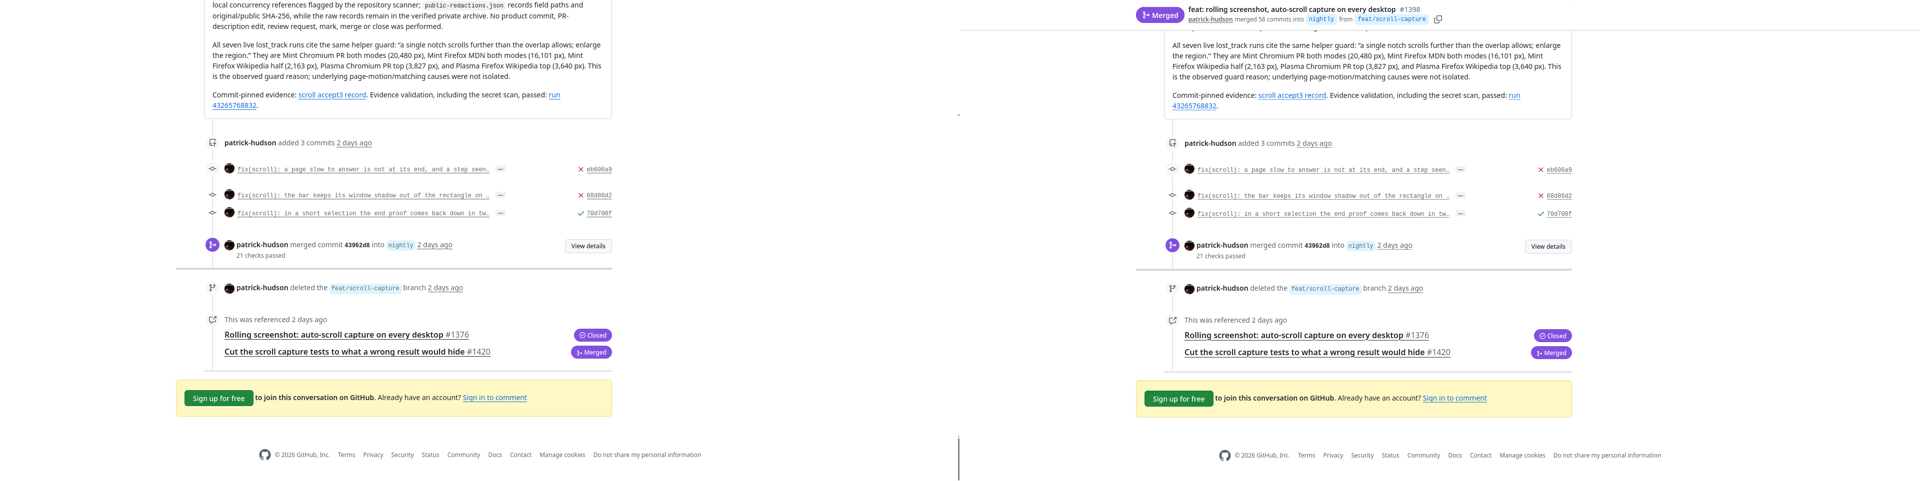 local concurrency references flagged by the repository scanner; public-redactions.json records field paths and
original/public SHA-256, while the raw records remain in the verified private archive. No product commit, PR-
description edit, review request, mark, merge or close was performed.
All seven live lost_track runs cite the same helper guard: “a single notch scrolls further than the overlap allows; enlarge
the region.” They are Mint Chromium PR both modes (20,480 px), Mint Firefox MDN both modes (16,101 px), Mint
Firefox Wikipedia half (2,163 px), Plasma Chromium PR top (3,827 px), and Plasma Firefox Wikipedia top (3,640 px). This
is the observed guard reason; underlying page-motion/matching causes were not isolated.
Commit-pinned evidence: scroll accept3 record. Evidence validation, including the secret scan, passed: run
43265768832.
patrick-hudson added 3 commits 2 days ago
fix(scroll): a page slow to answer is not at its end, and a step seen… eb606a9
fix(scroll): the bar keeps its window shadow out of the rectangle on … 68d86d2
fix(scroll): in a short selection the end proof comes back down in tw… 70d708f
patrick-hudson merged commit 43962d8 into nightly 2 days ago
View details
21 checks passed
patrick-hudson deleted the feat/scroll-capture branch 2 days ago
This was referenced 2 days ago
Rolling screenshot: auto-scroll capture on every desktop #1376 Closed
Cut the scroll capture tests to what a wrong result would hide #1420 Merged
Sign up for free to join this conversation on GitHub. Already have an account? Sign in to comment
© 2026 GitHub, Inc. Terms Privacy Security Status Community Docs Contact Manage cookies Do not share my personal information
Merged
feat: rolling screenshot, auto-scroll capture on every desktop #1398
patrick-hudson merged 58 commits into nightly from feat/scroll-capture
All seven live lost_track runs cite the same helper guard: “a single notch scrolls further than the overlap allows; enlarge
the region.” They are Mint Chromium PR both modes (20,480 px), Mint Firefox MDN both modes (16,101 px), Mint
Firefox Wikipedia half (2,163 px), Plasma Chromium PR top (3,827 px), and Plasma Firefox Wikipedia top (3,640 px). This
is the observed guard reason; underlying page-motion/matching causes were not isolated.
Commit-pinned evidence: scroll accept3 record. Evidence validation, including the secret scan, passed: run
43265768832.
patrick-hudson added 3 commits 2 days ago
fix(scroll): a page slow to answer is not at its end, and a step seen… eb606a9
fix(scroll): the bar keeps its window shadow out of the rectangle on … 68d86d2
fix(scroll): in a short selection the end proof comes back down in tw… 70d708f
patrick-hudson merged commit 43962d8 into nightly 2 days ago
View details
21 checks passed
patrick-hudson deleted the feat/scroll-capture branch 2 days ago
This was referenced 2 days ago
Rolling screenshot: auto-scroll capture on every desktop #1376 Closed
Cut the scroll capture tests to what a wrong result would hide #1420 Merged
Sign up for free to join this conversation on GitHub. Already have an account? Sign in to comment
© 2026 GitHub, Inc. Terms Privacy Security Status Community Docs Contact Manage cookies Do not share my personal information